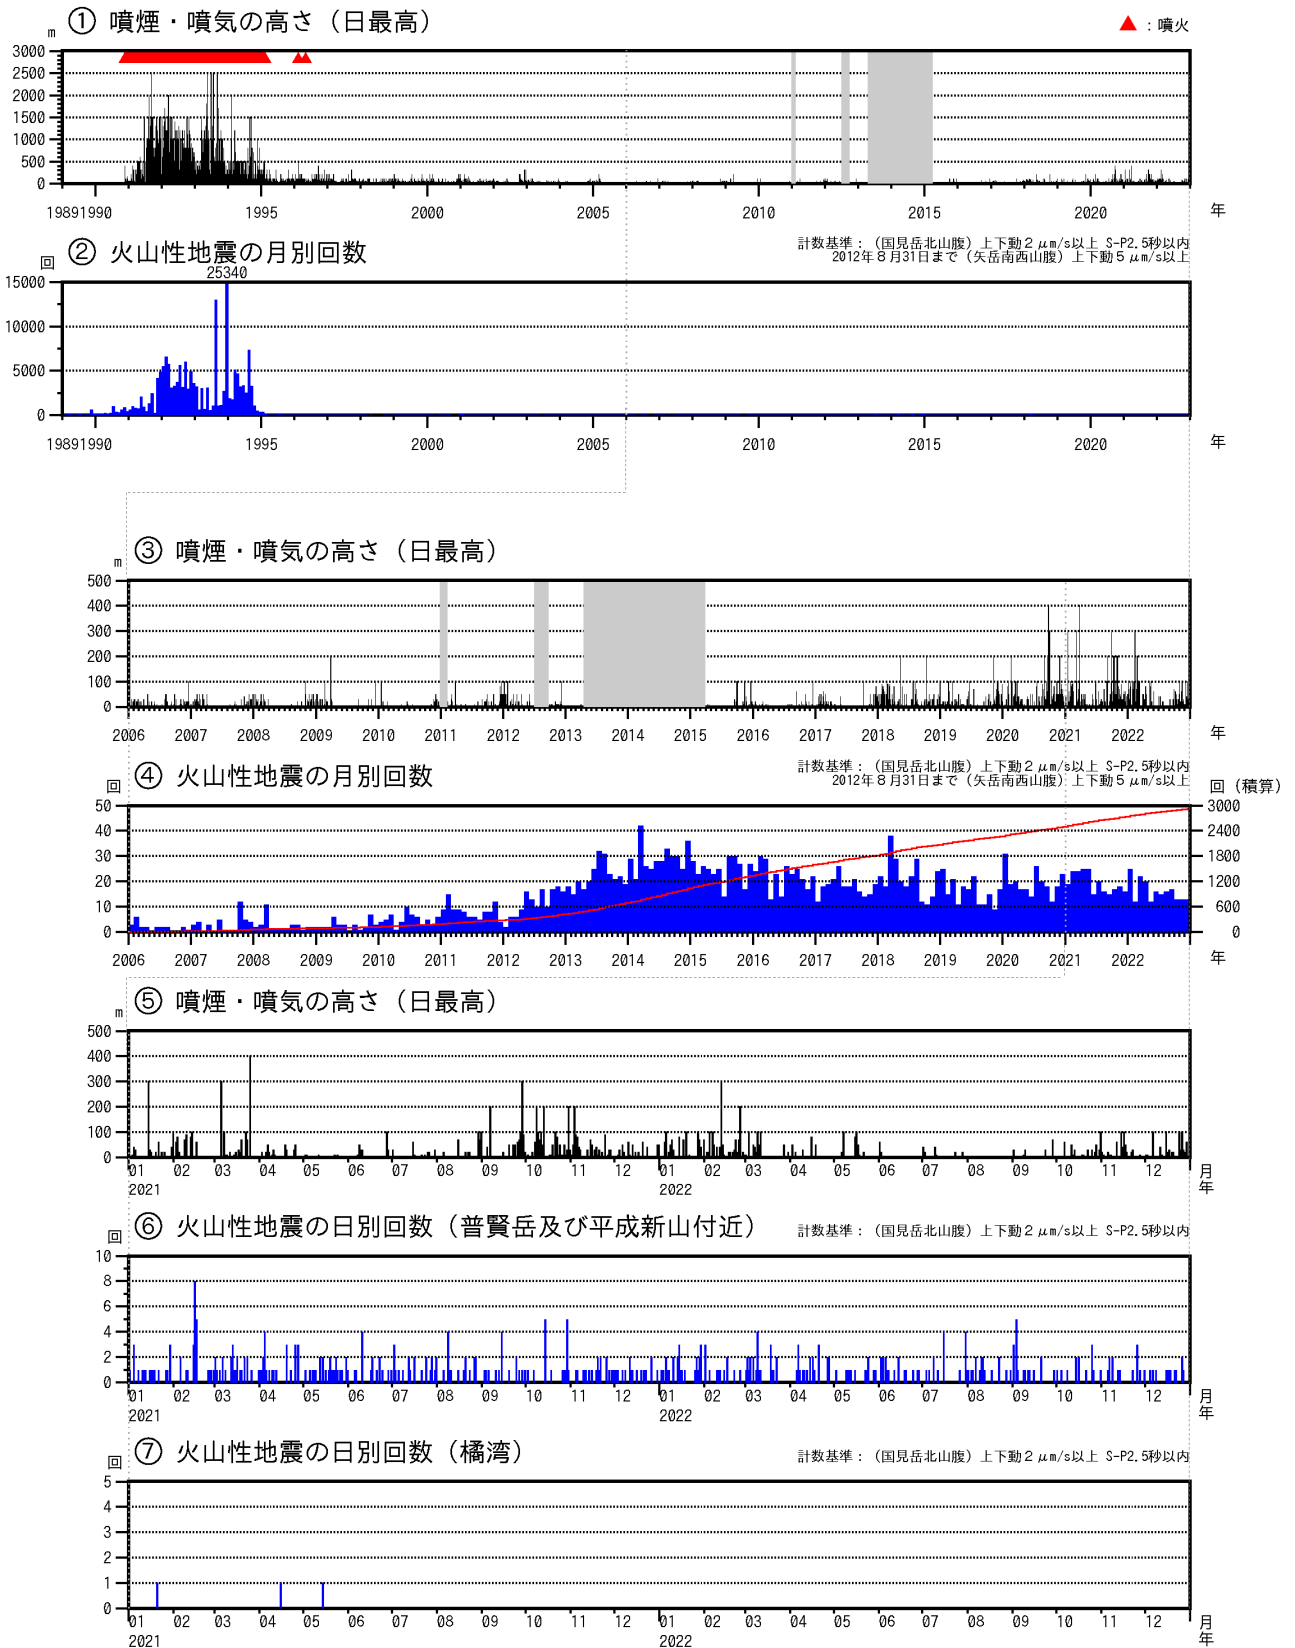 ① 噴煙・噴気の高さ（日最高）
▲ ：噴火
m
3000
2500
2000
1500
1000
500
0
1989 1990 1995 2000 2005 2010 2015 2020 年
② 火山性地震の月別回数
計数基準：（国見岳北山腹）上下動２μm/s以上 S-P2.5秒以内
2012年８月31日まで（矢岳南西山腹）上下動５μm/s以上
回
25340
15000
10000
5000
0
1989 1990 1995 2000 2005 2010 2015 2020 年
③ 噴煙・噴気の高さ（日最高）
m
500
400
300
200
100
0
2006 2007 2008 2009 2010 2011 2012 2013 2014 2015 2016 2017 2018 2019 2020 2021 2022 年
④ 火山性地震の月別回数
計数基準：（国見岳北山腹）上下動２μm/s以上 S-P2.5秒以内
2012年８月31日まで（矢岳南西山腹）上下動５μm/s以上
回 回（積算）
50 3000
40 2400
30 1800
20 1200
10 600
0 0
2006 2007 2008 2009 2010 2011 2012 2013 2014 2015 2016 2017 2018 2019 2020 2021 2022 年
⑤ 噴煙・噴気の高さ（日最高）
m
500
400
300
200
100
0
01 02 03 04 05 06 07 08 09 10 11 12 01 02 03 04 05 06 07 08 09 10 11 12 月
2021 2022 年
⑥ 火山性地震の日別回数（普賢岳及び平成新山付近）
計数基準：（国見岳北山腹）上下動２μm/s以上 S-P2.5秒以内
回
10
8
6
4
2
0
01 02 03 04 05 06 07 08 09 10 11 12 01 02 03 04 05 06 07 08 09 10 11 12 月
2021 2022 年
⑦ 火山性地震の日別回数（橘湾）
計数基準：（国見岳北山腹）上下動２μm/s以上 S-P2.5秒以内
回
5
4
3
2
1
0
01 02 03 04 05 06 07 08 09 10 11 12 01 02 03 04 05 06 07 08 09 10 11 12 月
2021 2022 年